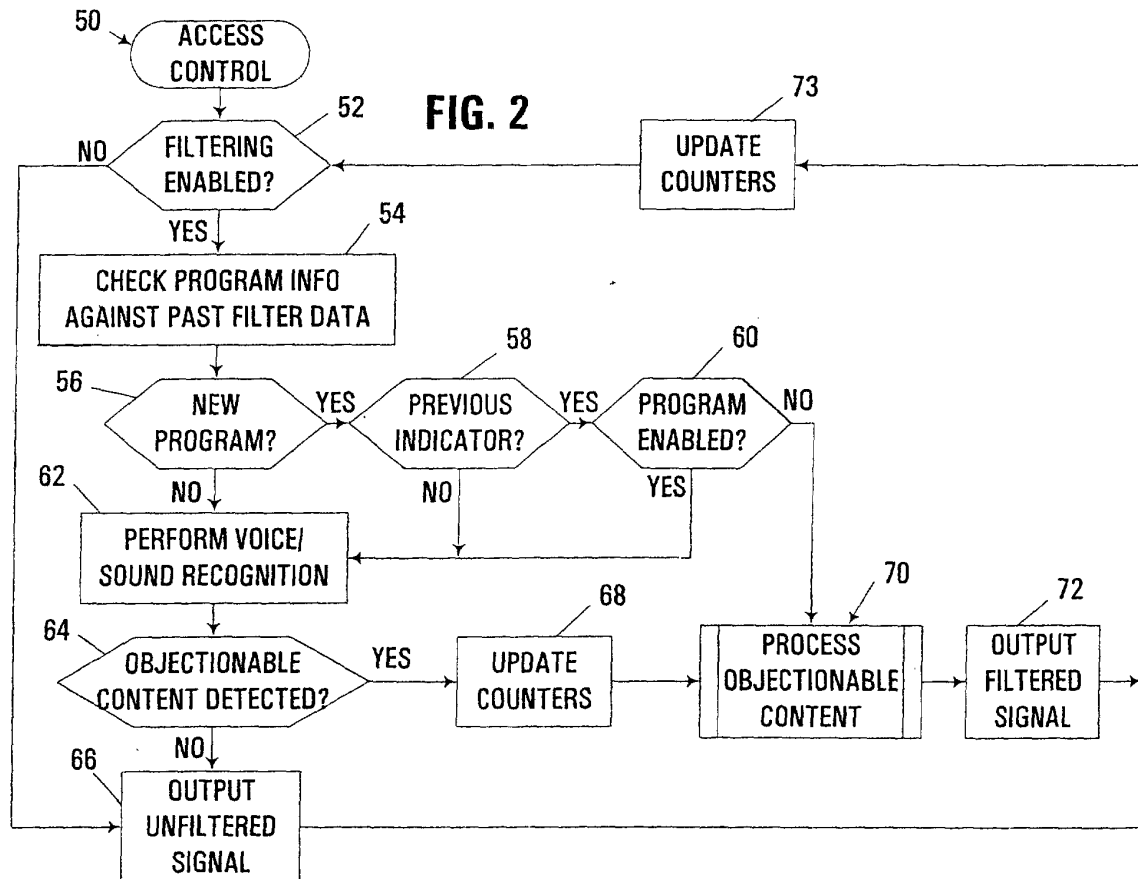 50
ACCESS
CONTROL
FIG. 2
52
73
NO
FILTERING
ENABLED?
UPDATE
COUNTERS
YES
54
CHECK PROGRAM INFO
AGAINST PAST FILTER DATA
56
NEW
PROGRAM?
YES
58
PREVIOUS
INDICATOR?
YES
60
PROGRAM
ENABLED?
NO
NO
NO
YES
62
PERFORM VOICE/
SOUND RECOGNITION
64
OBJECTIONABLE
CONTENT DETECTED?
YES
68
UPDATE
COUNTERS
70
PROCESS
OBJECTIONABLE
CONTENT
72
OUTPUT
FILTERED
SIGNAL
NO
66
OUTPUT
UNFILTERED
SIGNAL